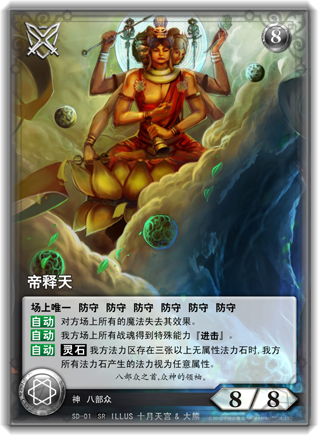 8
帝释天
场上唯一 防守 防守 防守 防守 防守
自动 对方场上所有的魔法失去其效果。
自动 我方场上所有战魂得到特殊能力『进击』。
自动 灵石 我方法力区存在三张以上无属性法力石时,我方
所有法力石产生的法力视为任意属性。
八部众之首,众神的领袖。
神 八部众
8 / 8
SD-01 SR ILLUS 十月天宫 & 大熊